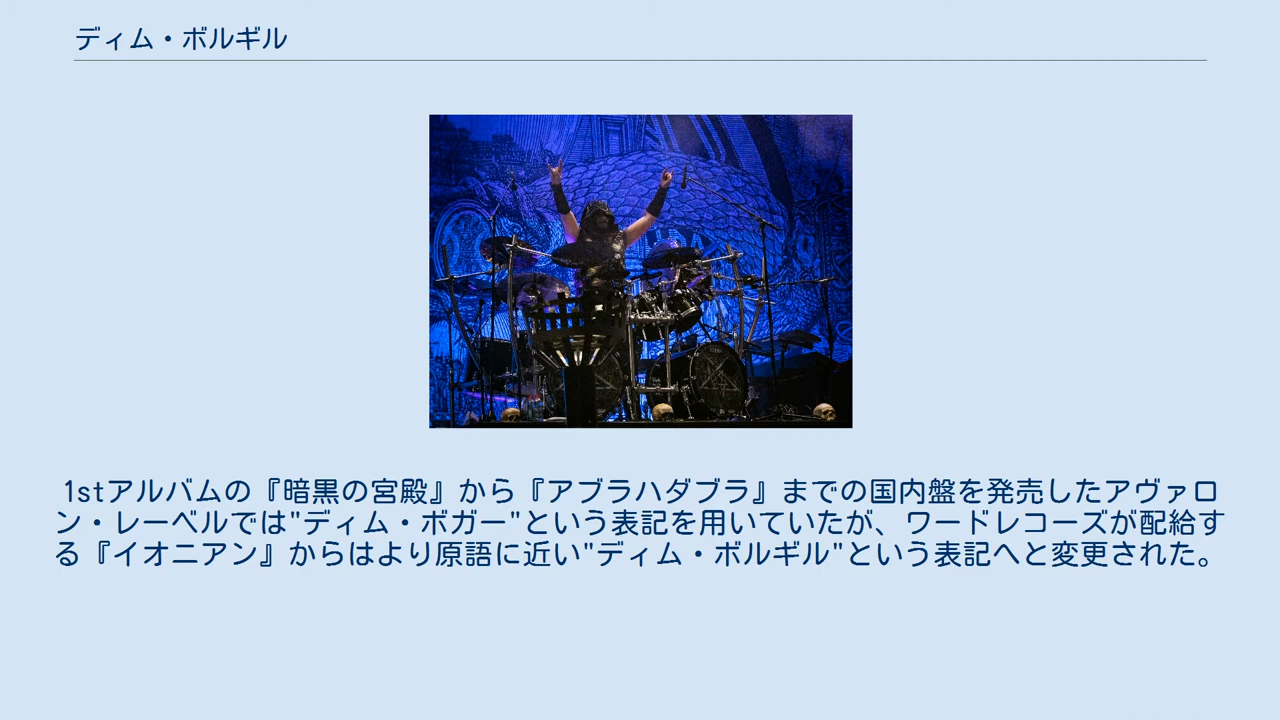 ディム・ボルギル
1stアルバムの『暗黒の宮殿』から『アブラハダブラ』までの国内盤を発売したアヴァロ
ン・レーベルでは"ディム・ボガー"という表記を用いていたが、ワードレコーズが配給す
る『イオニアン』からはより原語に近い"ディム・ボルギル"という表記へと変更された。